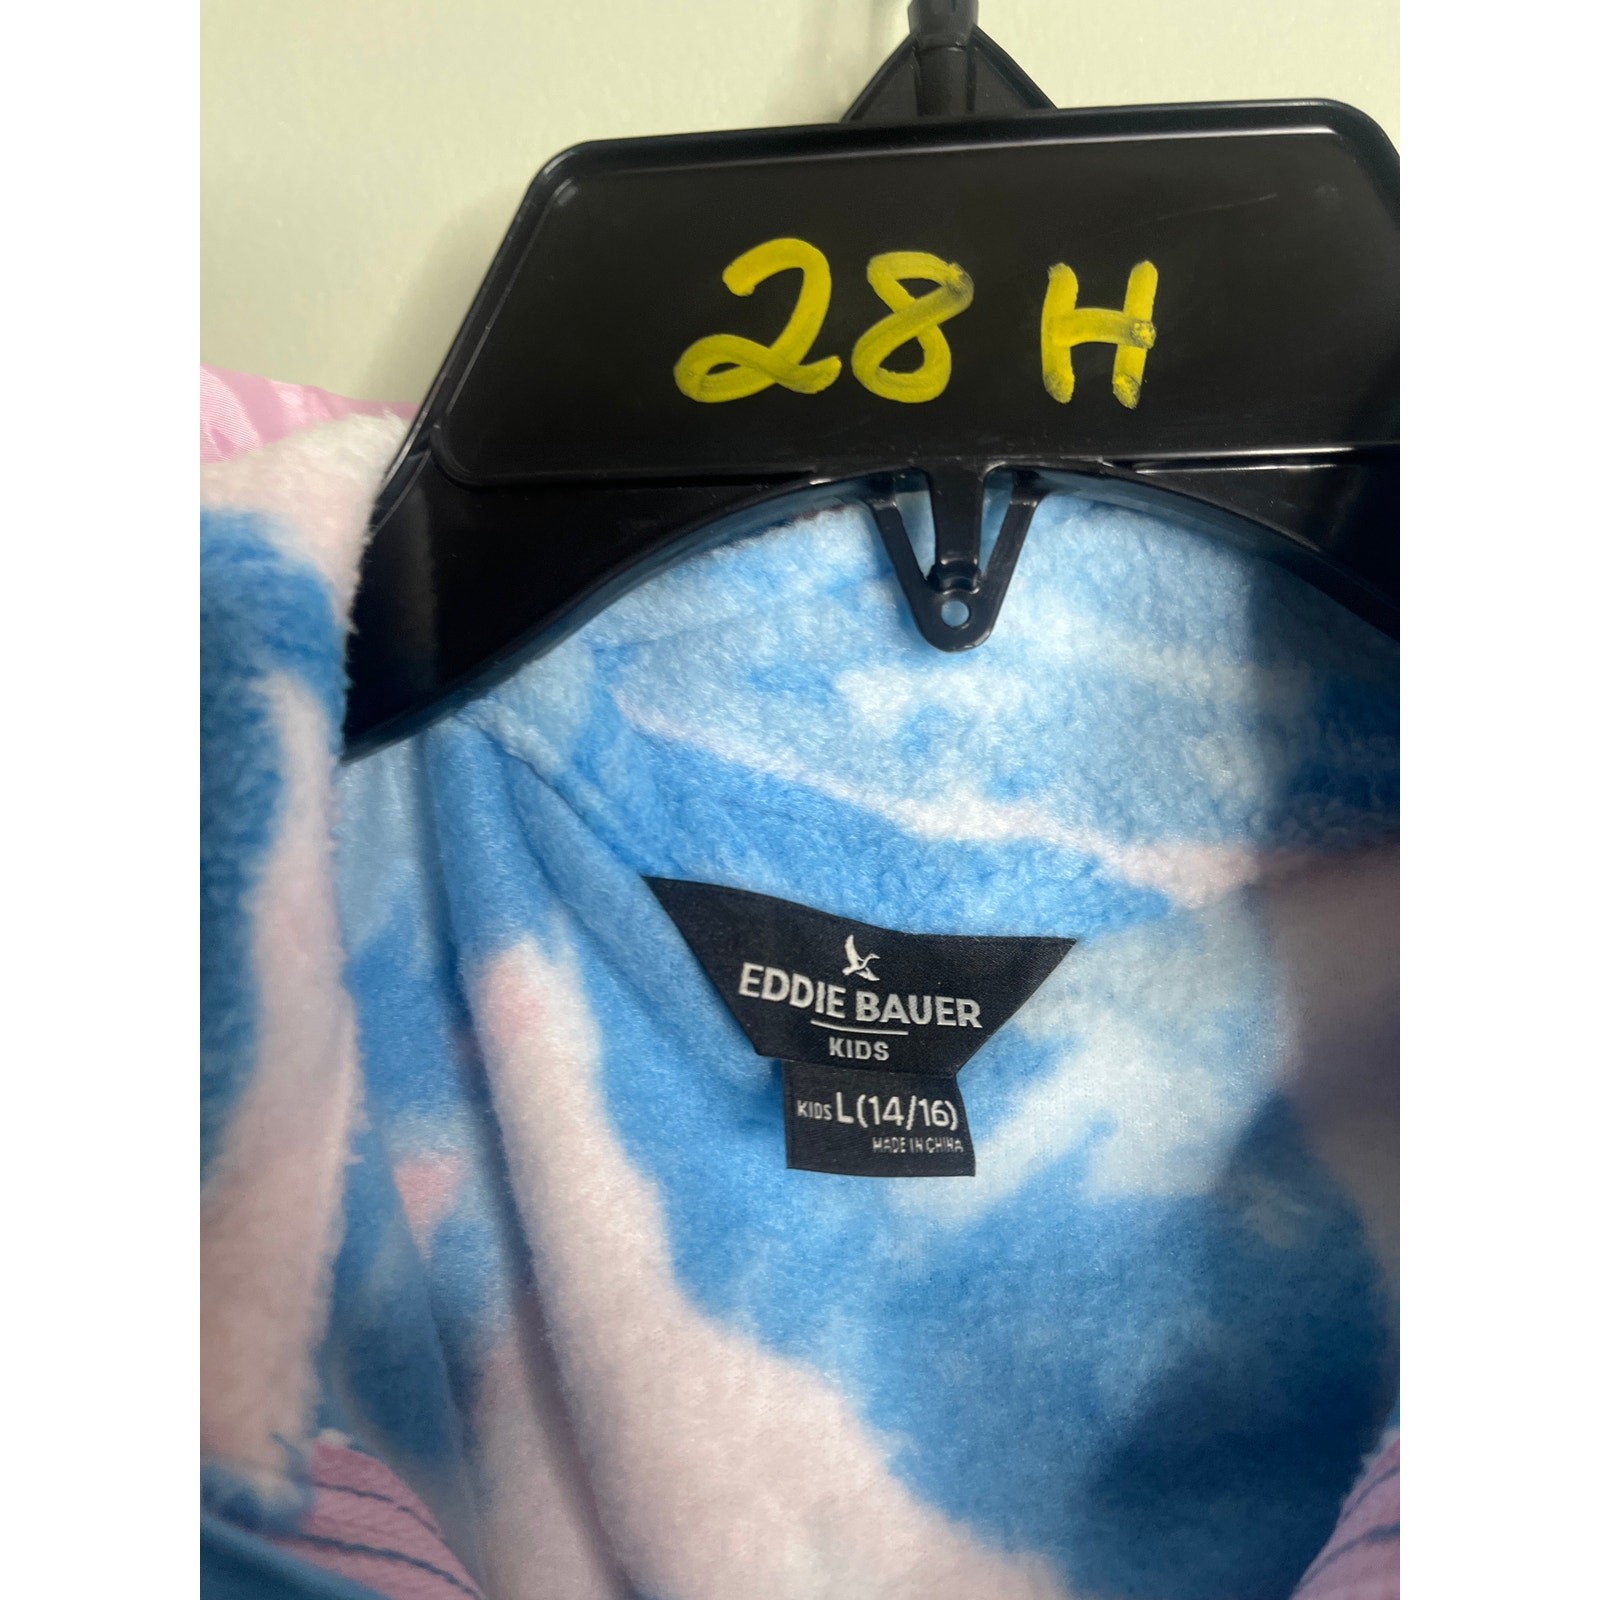 28 H
EDDIE BAUER
KIDS
KIDS L(14/16)
MADE IN CHINA